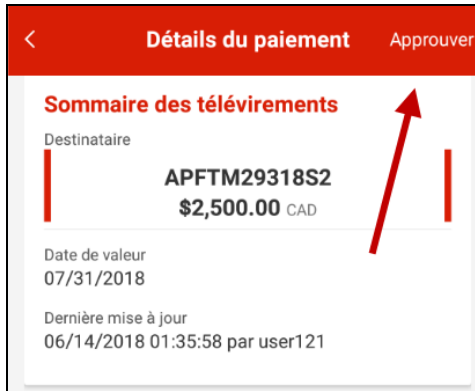 Détails du paiement Approuver
Sommaire des télévirements
Destinataire
APFTM29318S2
$2,500.00 CAD
Date de valeur
07/31/2018
Dernière mise à jour
06/14/2018 01:35:58 par user121